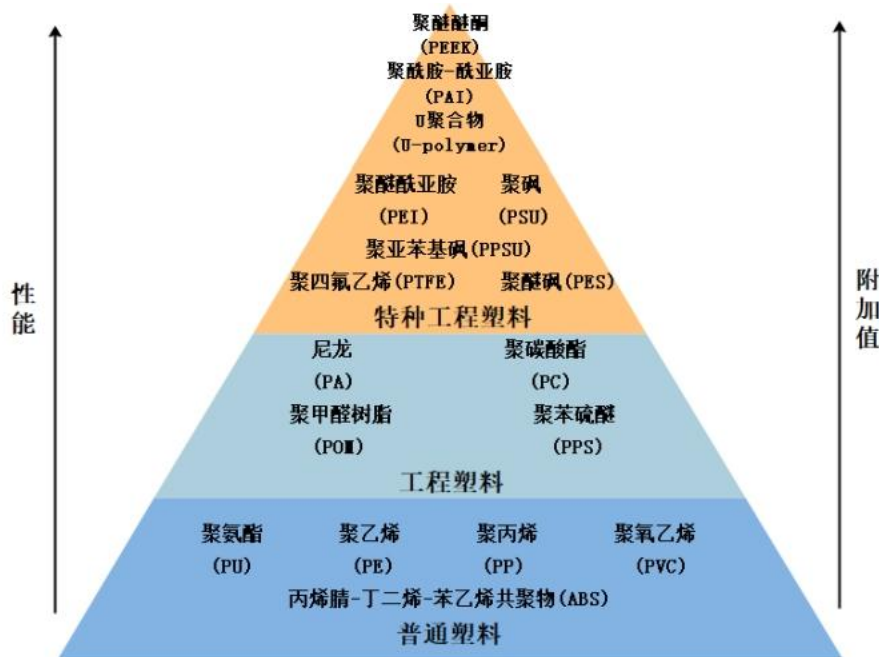 聚醚醚酮
(PEEK)
聚酰胺-酰亚胺
(PAI)
U聚合物
(U-polymer)
聚醚酰亚胺 聚砜
(PEI) (PSU)
聚亚苯基砜(PPSU)
聚四氟乙烯(PTFE) 聚醚砜(PES)
特种工程塑料
尼龙 聚碳酸酯
(PA) (PC)
聚甲醛树脂 聚苯硫醚
(POM) (PPS)
工程塑料
聚氨酯 聚乙烯 聚丙烯 聚氧乙烯
(PU) (PE) (PP) (PVC)
丙烯腈-丁二烯-苯乙烯共聚物(ABS)
普通塑料
性能
附加值